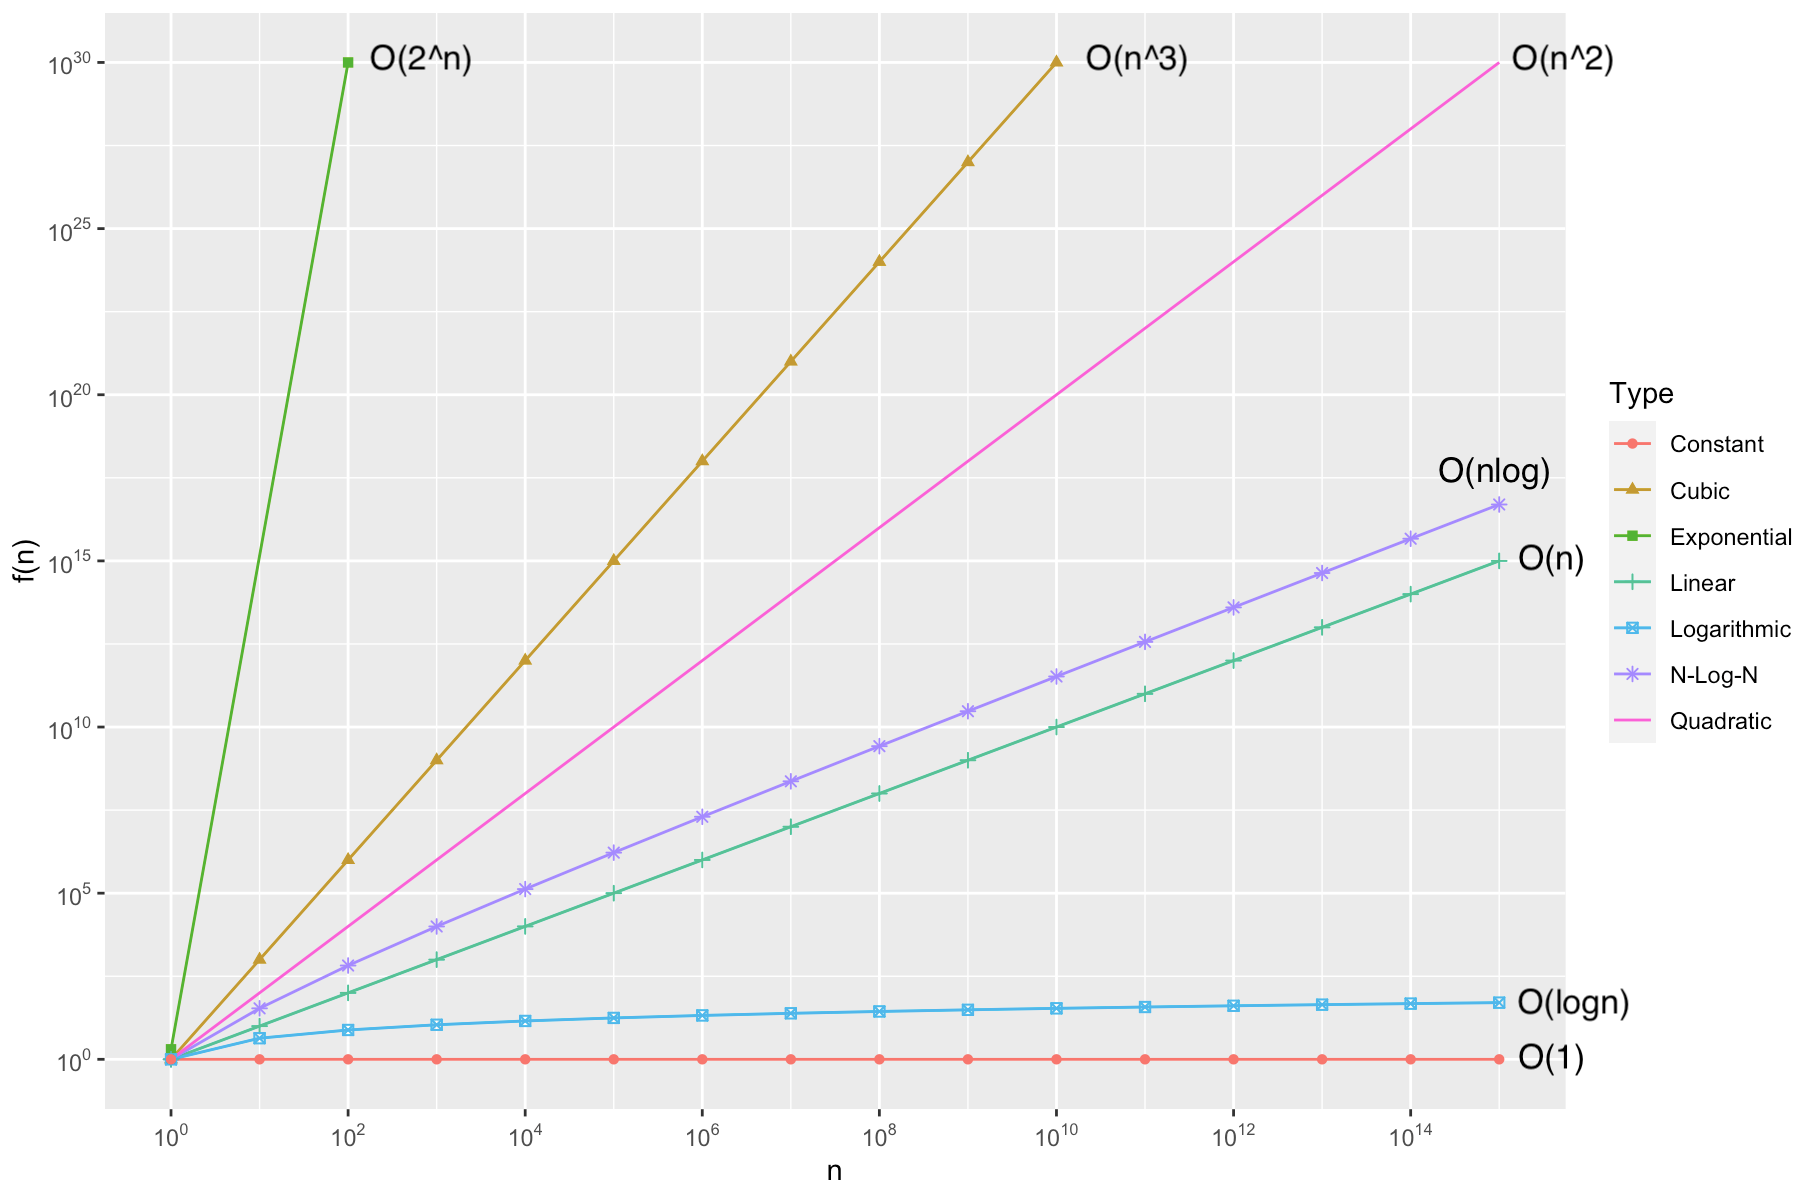 O(2^n)
O(n^3)
O(n^2)
10^30
10^25
10^20
10^15
10^10
10^5
10^0
f(n)
O(nlog)
O(n)
O(logn)
O(1)
10^0 10^2 10^4 10^6 10^8 10^10 10^12 10^14
n
Type
Constant
Cubic
Exponential
Linear
Logarithmic
N-Log-N
Quadratic